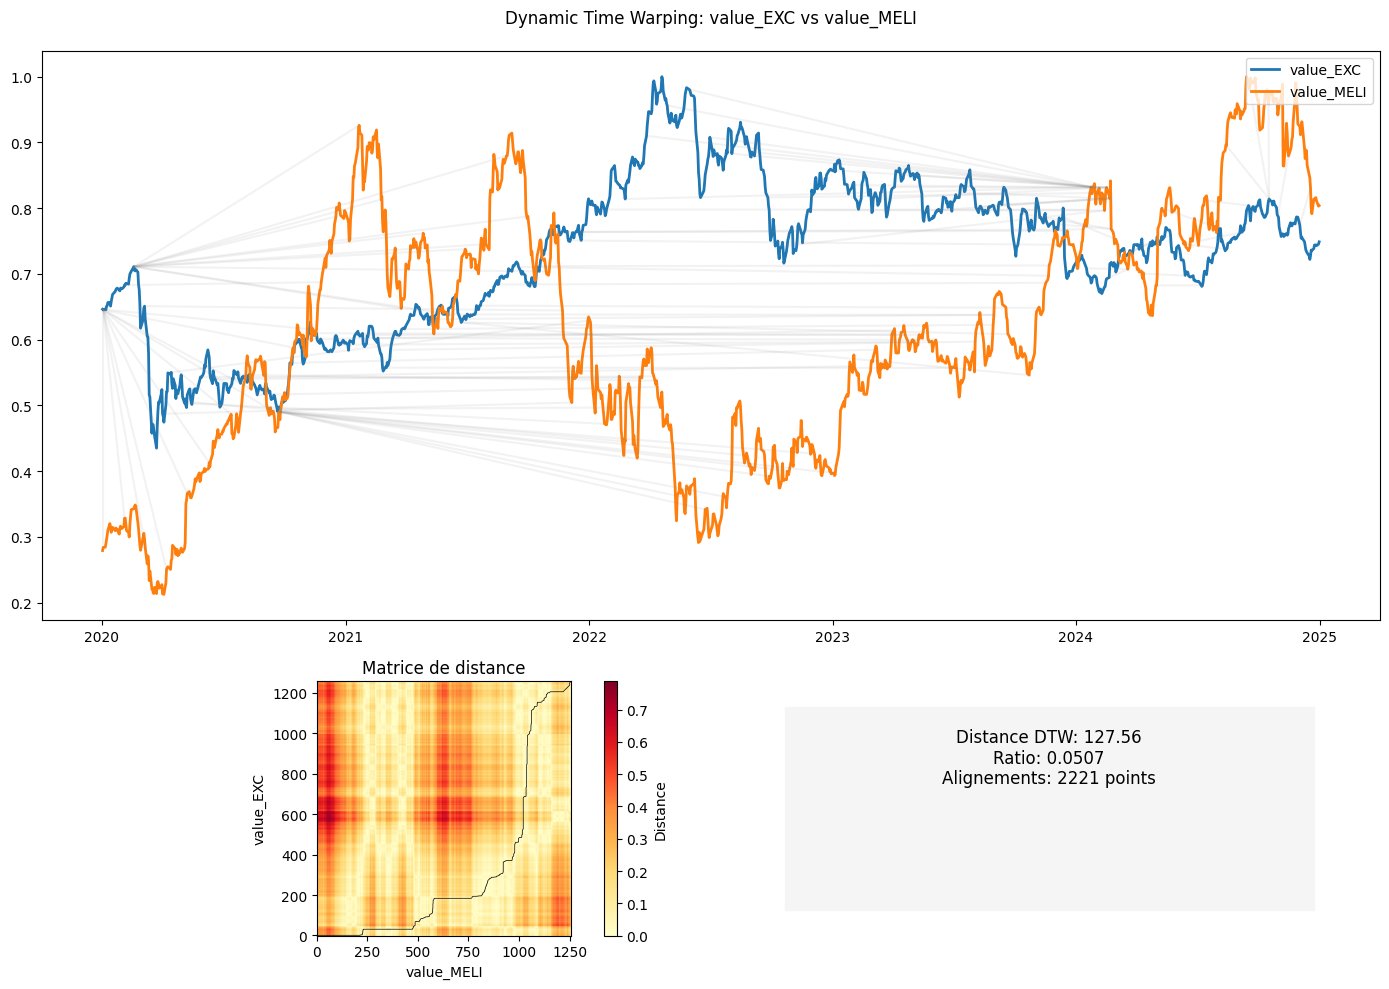 Dynamic Time Warping: value_EXC vs value_MELI
value_EXC
value_MELI
1.0
0.9
0.8
0.7
0.6
0.5
0.4
0.3
0.2
2020 2021 2022 2023 2024 2025
Matrice de distance
value_EXC
1200
1000
800
600
400
200
0
0 250 500 750 1000 1250
value_MELI
0.7
0.6
0.5
0.4
0.3
0.2
0.1
0.0
Distance
Distance DTW: 127.56
Ratio: 0.0507
Alignements: 2221 points